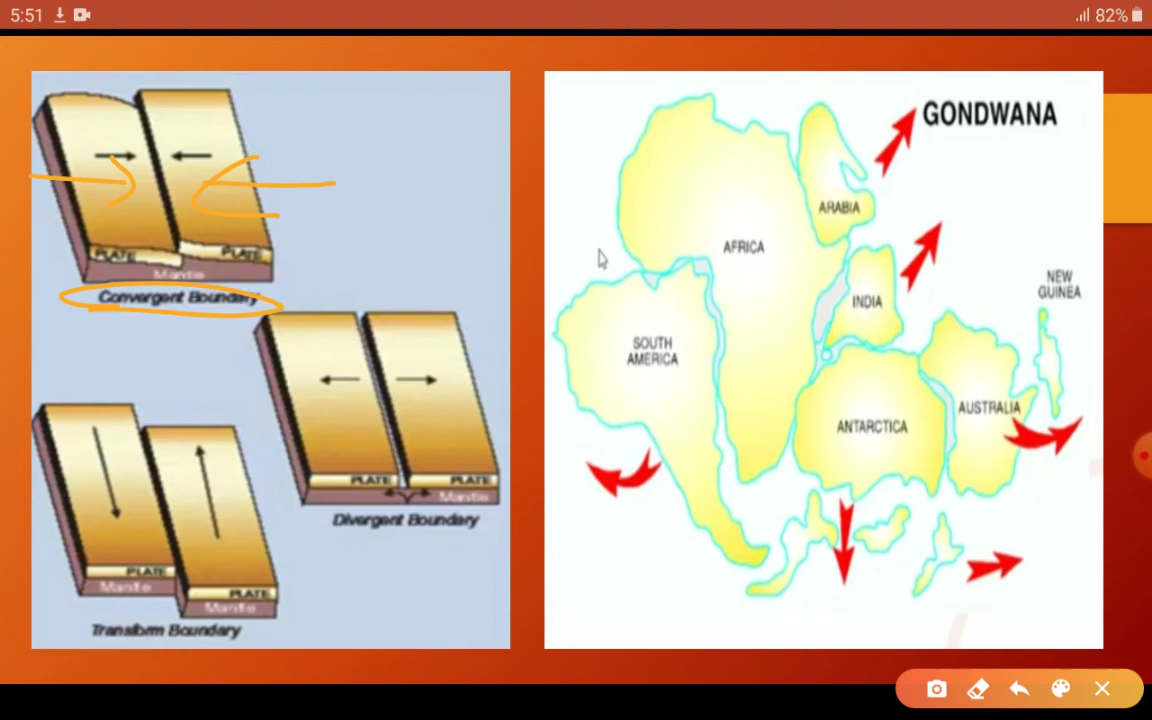 5:51
82%
PLATE
PLATE
Mantle
Convergent Boundary
PLATE
PLATE
Mantle
Divergent Boundary
PLATE
Mantle
PLATE
Mantle
Transform Boundary
GONDWANA
ARABIA
AFRICA
INDIA
NEW
GUINEA
SOUTH
AMERICA
AUSTRALIA
ANTARCTICA